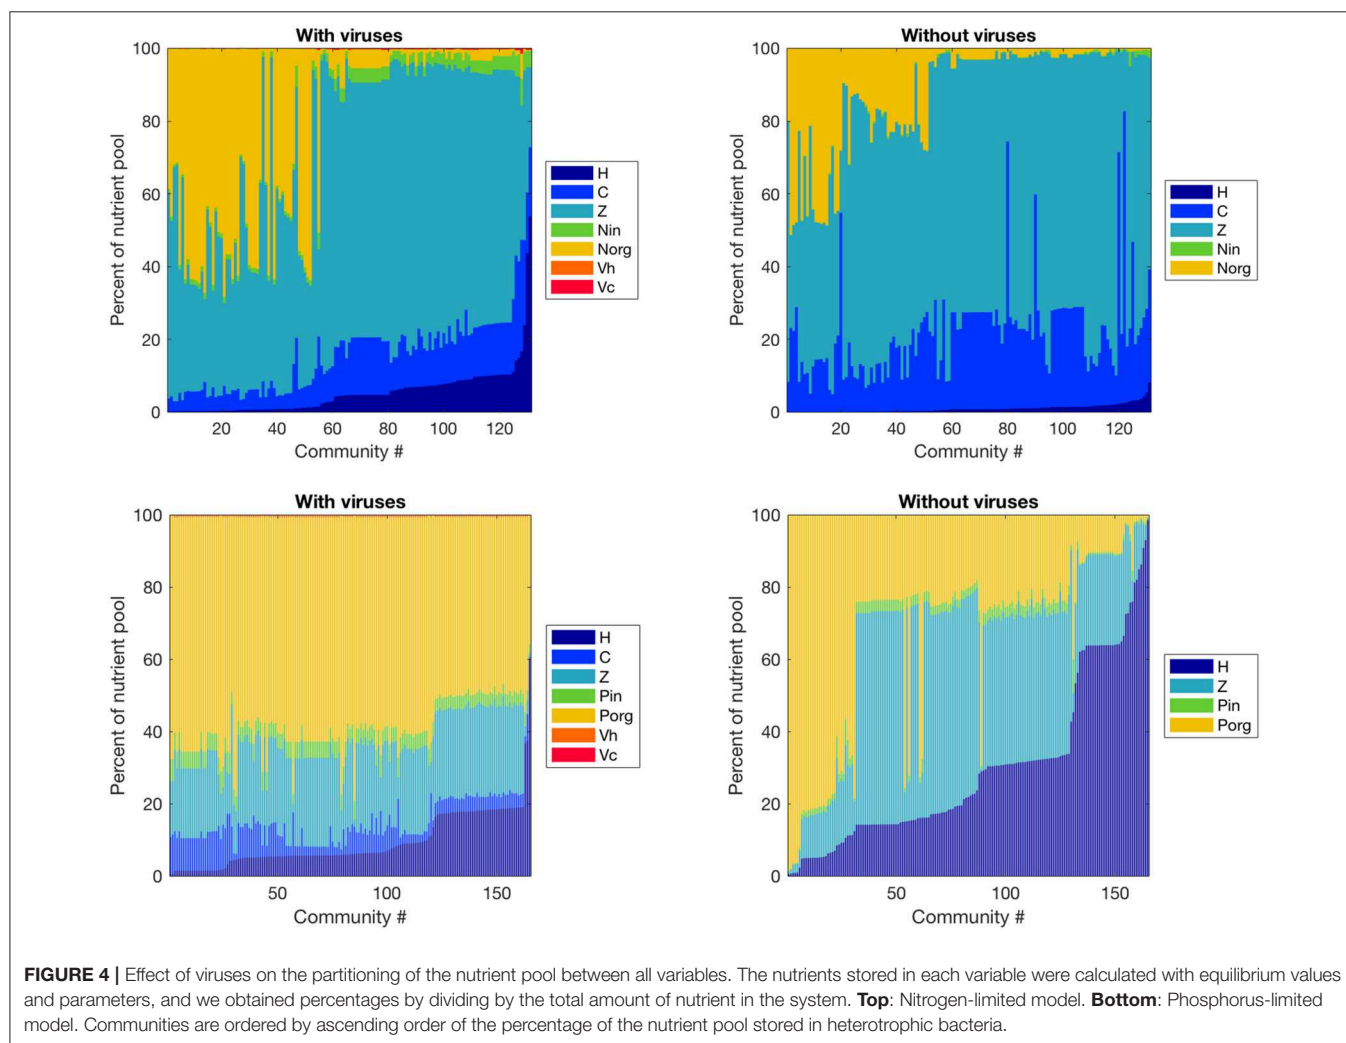 With viruses
100
80
60
40
20
0
Percent of nutrient pool
20 40 60 80 100 120
Community #
H
C
Z
Nin
Norg
Vh
Vc
Without viruses
100
80
60
40
20
0
Percent of nutrient pool
20 40 60 80 100 120
Community #
H
C
Z
Nin
Norg
With viruses
100
80
60
40
20
0
Percent of nutrient pool
50 100 150
Community #
H
C
Z
Pin
Porg
Vh
Vc
Without viruses
100
80
60
40
20
0
Percent of nutrient pool
50 100 150
Community #
H
Z
Pin
Porg
FIGURE 4 | Effect of viruses on the partitioning of the nutrient pool between all variables. The nutrients stored in each variable were calculated with equilibrium values
and parameters, and we obtained percentages by dividing by the total amount of nutrient in the system. Top: Nitrogen-limited model. Bottom: Phosphorus-limited
model. Communities are ordered by ascending order of the percentage of the nutrient pool stored in heterotrophic bacteria.